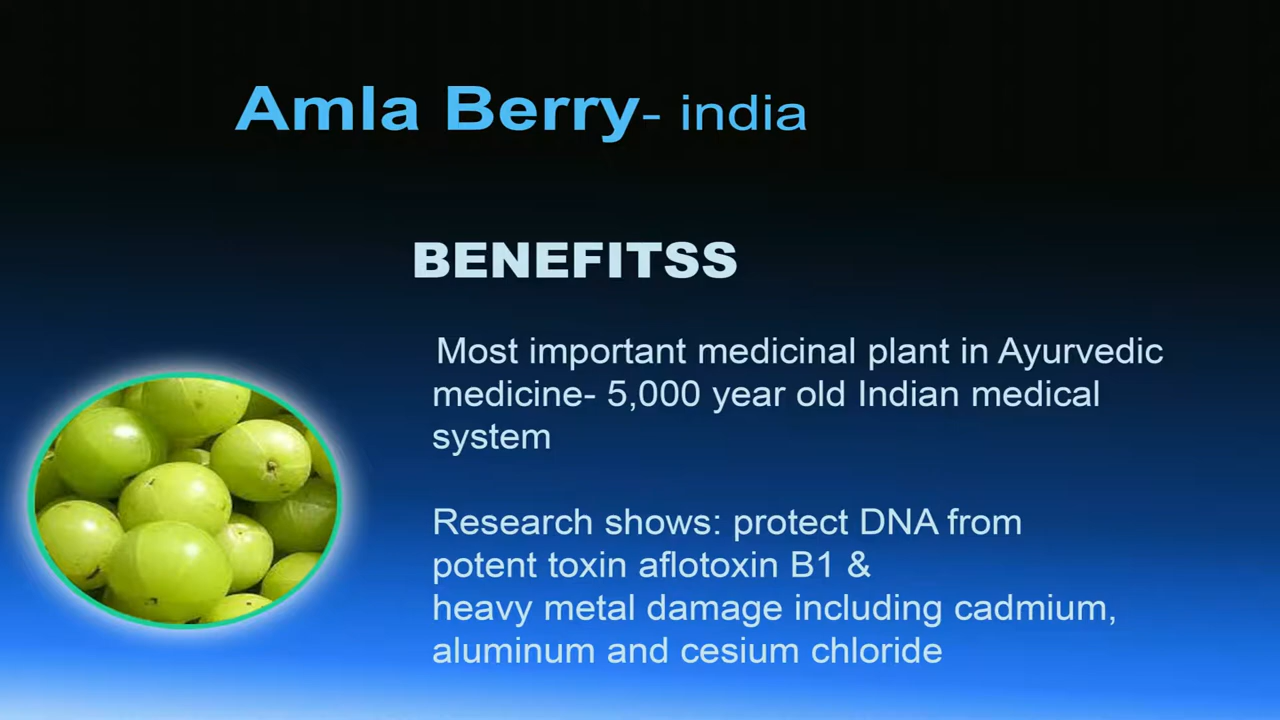 Amla Berry- india
BENEFITSS
Most important medicinal plant in Ayurvedic
medicine- 5,000 year old Indian medical
system
Research shows: protect DNA from
potent toxin aflotoxin B1 &
heavy metal damage including cadmium,
aluminum and cesium chloride